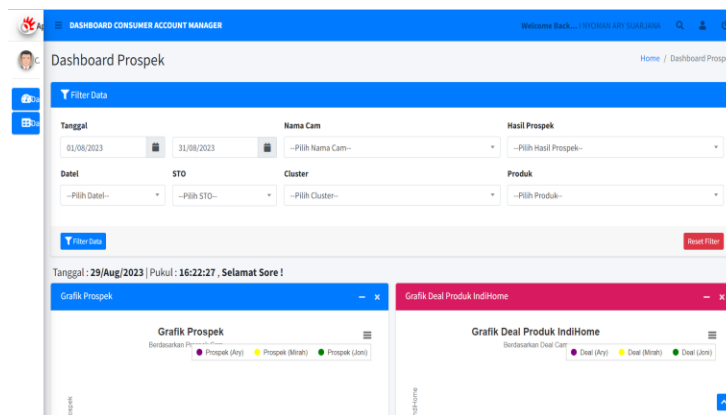 DASHBOARD CONSUMER ACCOUNT MANAGER
Welcome Back... I NYOMAN ARY SUARJANA
Dashboard Prospek
Home / Dashboard Prosp
Filter Data
Tanggal
Nama Cam
Hasil Prospek
01/08/2023
31/08/2023
--Pilih Nama Cam--
--Pilih Hasil Prospek--
Datel
STO
Cluster
Produk
--Pilih Datel--
--Pilih STO--
--Pilih Cluster--
--Pilih Produk--
Filter Data
Reset Filter
Tanggal : 29/Aug/2023 | Pukul : 16:22:27 , Selamat Sore !
Grafik Prospek
Grafik Deal Produk IndiHome
Grafik Prospek
Berdasarkan
Prospek (Ary) Prospek (Mirah) Prospek (Joni)
Grafik Deal Produk IndiHome
Berdasarkan Deal Cam
Deal (Ary) Deal (Mirah) Deal (Joni)